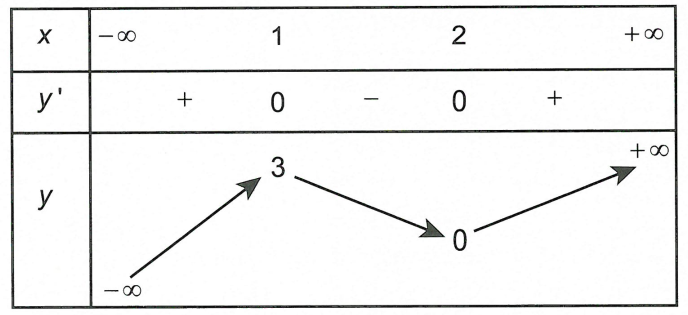 x −∞ 1 2 +∞
y' + 0 − 0 +
+∞
3
y
0
−∞